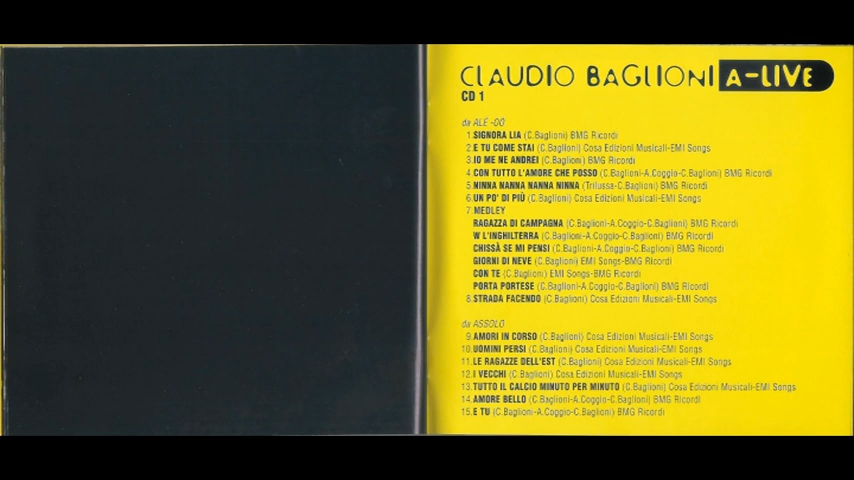 CLAUDIO BAGLIONI A-LIVE
CD 1
da ALE -OÓ
1.SIGNORA LIA (C.Baglioni) BMG Ricordi
2.E TU COME STAI (C.Baglioni) Cosa Edizioni Musicali-EMI Songs
3.IO ME NE ANDREI (C.Baglioni) BMG Ricordi
4.CON TUTTO L'AMORE CHE POSSO (C.Baglioni-A.Coggio-C.Baglioni) BMG Ricordi
5.NINNA NANNA NANNA NINNA (Trilussa-C.Baglioni) BMG Ricordi
6.UN PO' DI PIÙ (C.Baglioni) Cosa Edizioni Musicali-EMI Songs
7.MEDLEY
RAGAZZA DI CAMPAGNA (C.Baglioni-A.Coggio-C.Baglioni) BMG Ricordi
W L'INGHILTERRA (C.Baglioni-A.Coggio-C.Baglioni) BMG Ricordi
CHISSÀ SE MI PENSI (C.Baglioni-A.Coggio-C.Baglioni) BMG Ricordi
GIORNI DI NEVE (C.Baglioni) EMI Songs-BMG Ricordi
CON TE (C.Baglioni) EMI Songs-BMG Ricordi
PORTA PORTESE (C.Baglioni-A.Coggio-C.Baglioni) BMG Ricordi
8.STRADA FACENDO (C.Baglioni) Cosa Edizioni Musicali-EMI Songs
da ASSOLO
9.AMORI IN CORSO (C.Baglioni) Cosa Edizioni Musicali-EMI Songs
10.UOMINI PERSI (C.Baglioni) Cosa Edizioni Musicali-EMI Songs
11.LE RAGAZZE DELL'EST (C.Baglioni) Cosa Edizioni Musicali-EMI Songs
12.I VECCHI (C.Baglioni) Cosa Edizioni Musicali-EMI Songs
13.TUTTO IL CALCIO MINUTO PER MINUTO (C.Baglioni) Cosa Edizioni Musicali-EMI Songs
14.AMORE BELLO (C.Baglioni-A.Coggio-C.Baglioni) BMG Ricordi
15.E TU (C.Baglioni-A.Coggio-C.Baglioni) BMG Ricordi